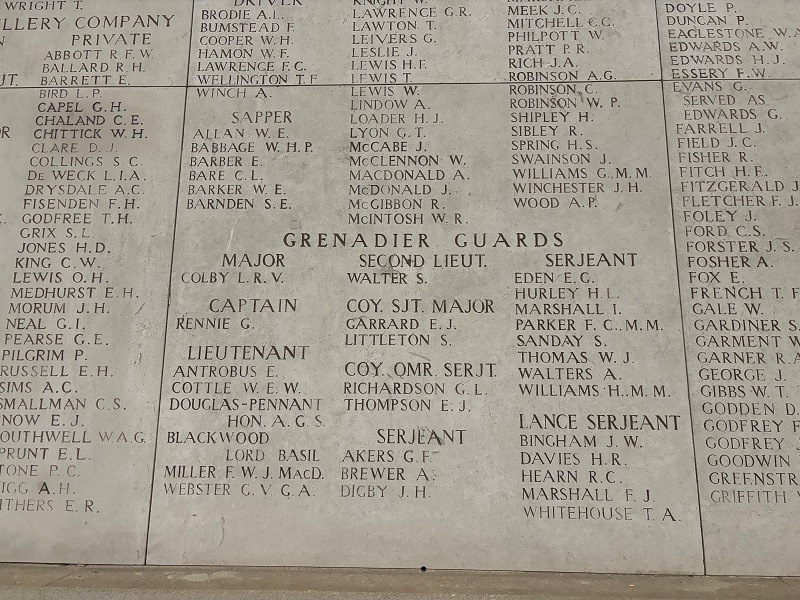 WRIGHT T.
LLERY COMPANY
PRIVATE
ABBOTT R.F.W.
BALLARD R.H.
UT. BARRETT E.
BIRD L.P.
CAPEL G.H.
CHALAND C.E.
OR CHITTICK W.H.
CLARE D.J.
COLLINGS S.C.
DE WECK L.I.A.
DRYSDALE A.C.
FISENDEN F.H.
GODFREE T.H.
GRIX S.L.
JONES H.D.
KING C.W.
LEWIS O.H.
MEDHURST E.H.
MORUM J.H.
NEAL G.I.
PEARSE G.E.
PILGRIM P.
RUSSELL E.H.
SIMS A.C.
SMALLMAN C.S.
SNOW E.J.
OUTHWELL W.A.G.
PRUNT E.L.
TONE P.C.
IGG A.H.
ITHERS E.R.
DRIVER
BRODIE A.L.
BUMSTEAD F.
COOPER W.H.
HAMON W.F.
LAWRENCE F.C.
WELLINGTON T.F.
WINCH A.
SAPPER
ALLAN W.E.
BABBAGE W.H.P.
BARBER E.
BARE C.L.
BARKER W.E.
BARNDEN S.E.
KNIGHT W.
LAWRENCE G.R.
LAWTON T.
LEIVERS G.
LESLIE J.
LEWIS H.F.
LEWIS T.
LEWIS W.
LINDOW A.
LOADER H.J.
LYON G.T.
McCABE J.
McCLENNON W.
MACDONALD A.
McDONALD J.
McGIBBON R.
McINTOSH W.R.
MEEK J.C.
MITCHELL C.C.
PHILPOTT W.
PRATT P.R.
RICH J.A.
ROBINSON A.G.
ROBINSON C.
ROBINSON W.P.
SHIPLEY H.
SIBLEY R.
SPRING H.S.
SWAINSON J.
WILLIAMS G., M.M.
WINCHESTER J.H.
WOOD A.P.
GRENADIER GUARDS
MAJOR
COLBY L.R.V.
CAPTAIN
RENNIE G.
LIEUTENANT
ANTROBUS E.
COTTLE W.E.W.
DOUGLAS-PENNANT
HON. A.G.S.
BLACKWOOD
LORD BASIL
MILLER F.W.J. MACD.
WEBSTER G.V.G.A.
SECOND LIEUT.
WALTER S.
COY. SJT. MAJOR
GARRARD E.J.
LITTLETON S.
COY. QMR. SERJT.
RICHARDSON G.L.
THOMPSON E.J.
SERJEANT
AKERS G.F.
BREWER A.
DIGBY J.H.
SERJEANT
EDEN E.G.
HURLEY H.L.
MARSHALL I.
PARKER F.C., M.M.
SANDAY S.
THOMAS W.J.
WALTERS A.
WILLIAMS H., M.M.
LANCE SERJEANT
BINGHAM J.W.
DAVIES H.R.
HEARN R.C.
MARSHALL F.J.
WHITEHOUSE T.A.
DOYLE P.
DUNCAN P.
EAGLESTONE W.A
EDWARDS A.W.
EDWARDS H.J.
ESSERY F.W.
EVANS G.
SERVED AS
EDWARDS G.
FARRELL J.
FIELD J.C.
FISHER R.
FITCH H.E.
FITZGERALD J
FLETCHER F.J.
FOLEY J.
FORD C.S.
FORSTER J.S.
FOSHER A.
FOX E.
FRENCH T.F
GALE W.
GARDINER S.
GARMENT W
GARNER R.A
GEORGE J.
GIBBS W.T.
GODDEN D.
GODFREY F
GODFREY J
GOODWIN
GREENSTR
GRIFFITH